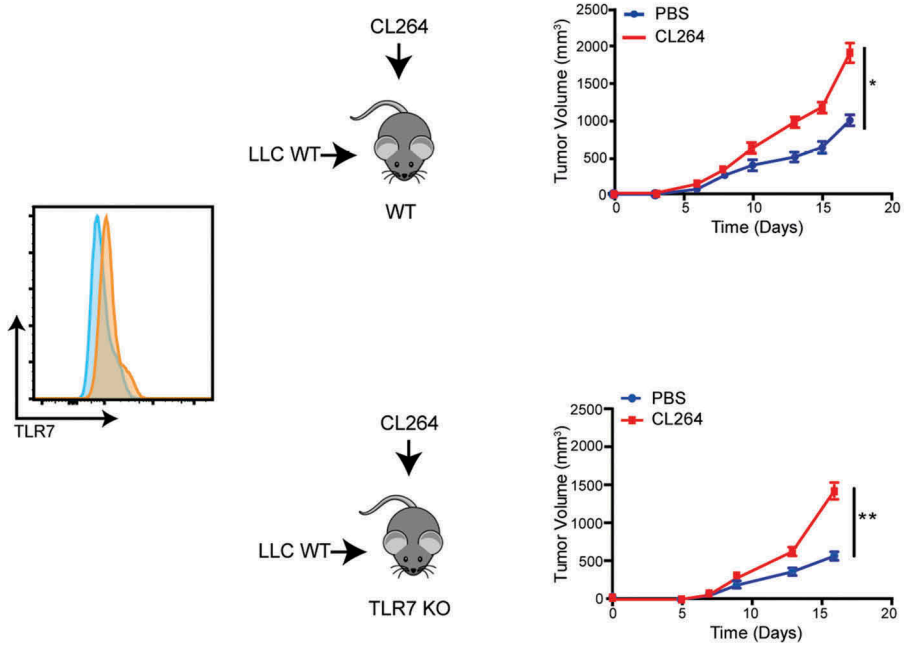 CL264
LLC WT
WT
PBS
CL264
Tumor Volume (mm³)
2500
2000
1500
1000
500
0
0 5 10 15 20
Time (Days)
*
TLR7
CL264
LLC WT
TLR7 KO
PBS
CL264
Tumor Volume (mm³)
2500
2000
1500
1000
500
0
0 5 10 15 20
Time (Days)
**